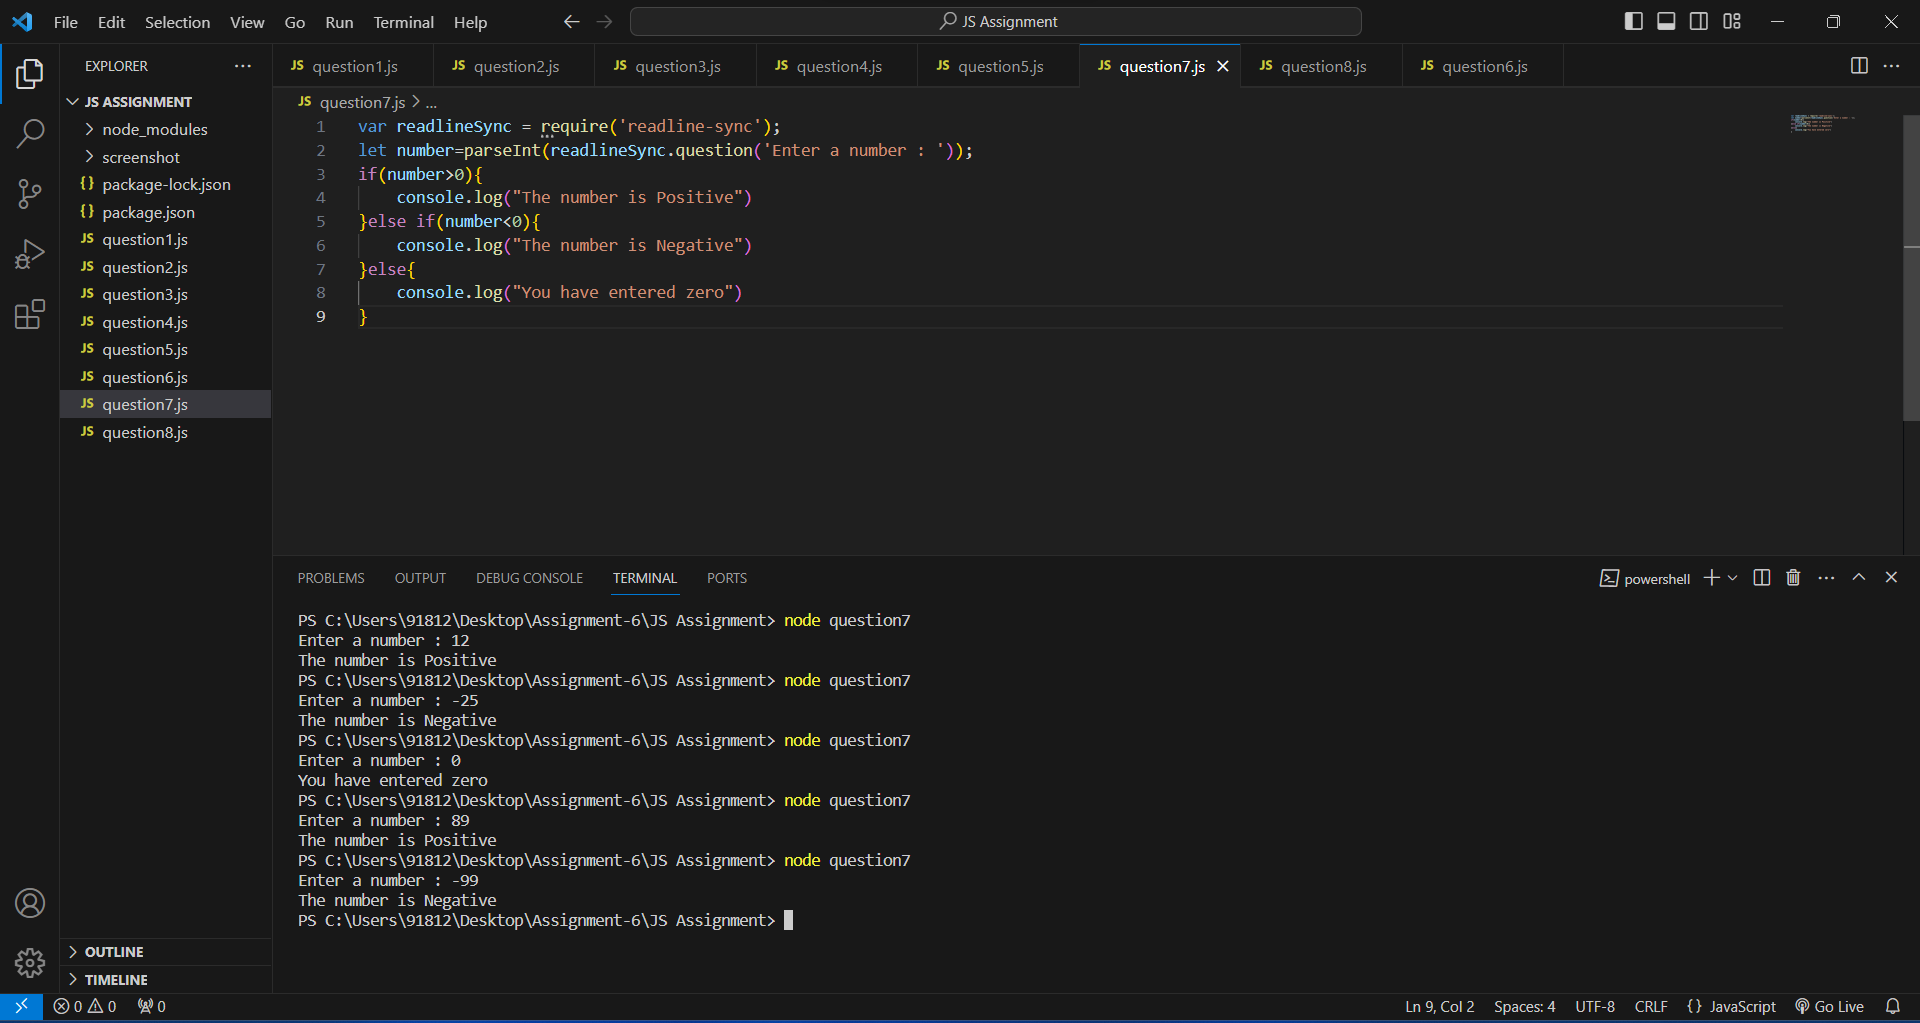 File Edit Selection View Go Run Terminal Help
JS Assignment
EXPLORER
JS ASSIGNMENT
node_modules
screenshot
{} package-lock.json
{} package.json
JS question1.js
JS question2.js
JS question3.js
JS question4.js
JS question5.js
JS question6.js
JS question7.js
JS question8.js
OUTLINE
TIMELINE
JS question1.js JS question2.js JS question3.js JS question4.js JS question5.js JS question7.js JS question8.js JS question6.js
JS question7.js > ...
1 var readlineSync = require('readline-sync');
2 let number=parseInt(readlineSync.question('Enter a number : '));
3 if(number>0){
4 console.log("The number is Positive")
5 }else if(number<0){
6 console.log("The number is Negative")
7 }else{
8 console.log("You have entered zero")
9 }
PROBLEMS OUTPUT DEBUG CONSOLE TERMINAL PORTS
powershell
PS C:\Users\91812\Desktop\Assignment-6\JS Assignment> node question7
Enter a number : 12
The number is Positive
PS C:\Users\91812\Desktop\Assignment-6\JS Assignment> node question7
Enter a number : -25
The number is Negative
PS C:\Users\91812\Desktop\Assignment-6\JS Assignment> node question7
Enter a number : 0
You have entered zero
PS C:\Users\91812\Desktop\Assignment-6\JS Assignment> node question7
Enter a number : 89
The number is Positive
PS C:\Users\91812\Desktop\Assignment-6\JS Assignment> node question7
Enter a number : -99
The number is Negative
PS C:\Users\91812\Desktop\Assignment-6\JS Assignment>
0 0 0
Ln 9, Col 2 Spaces: 4 UTF-8 CRLF {} JavaScript Go Live